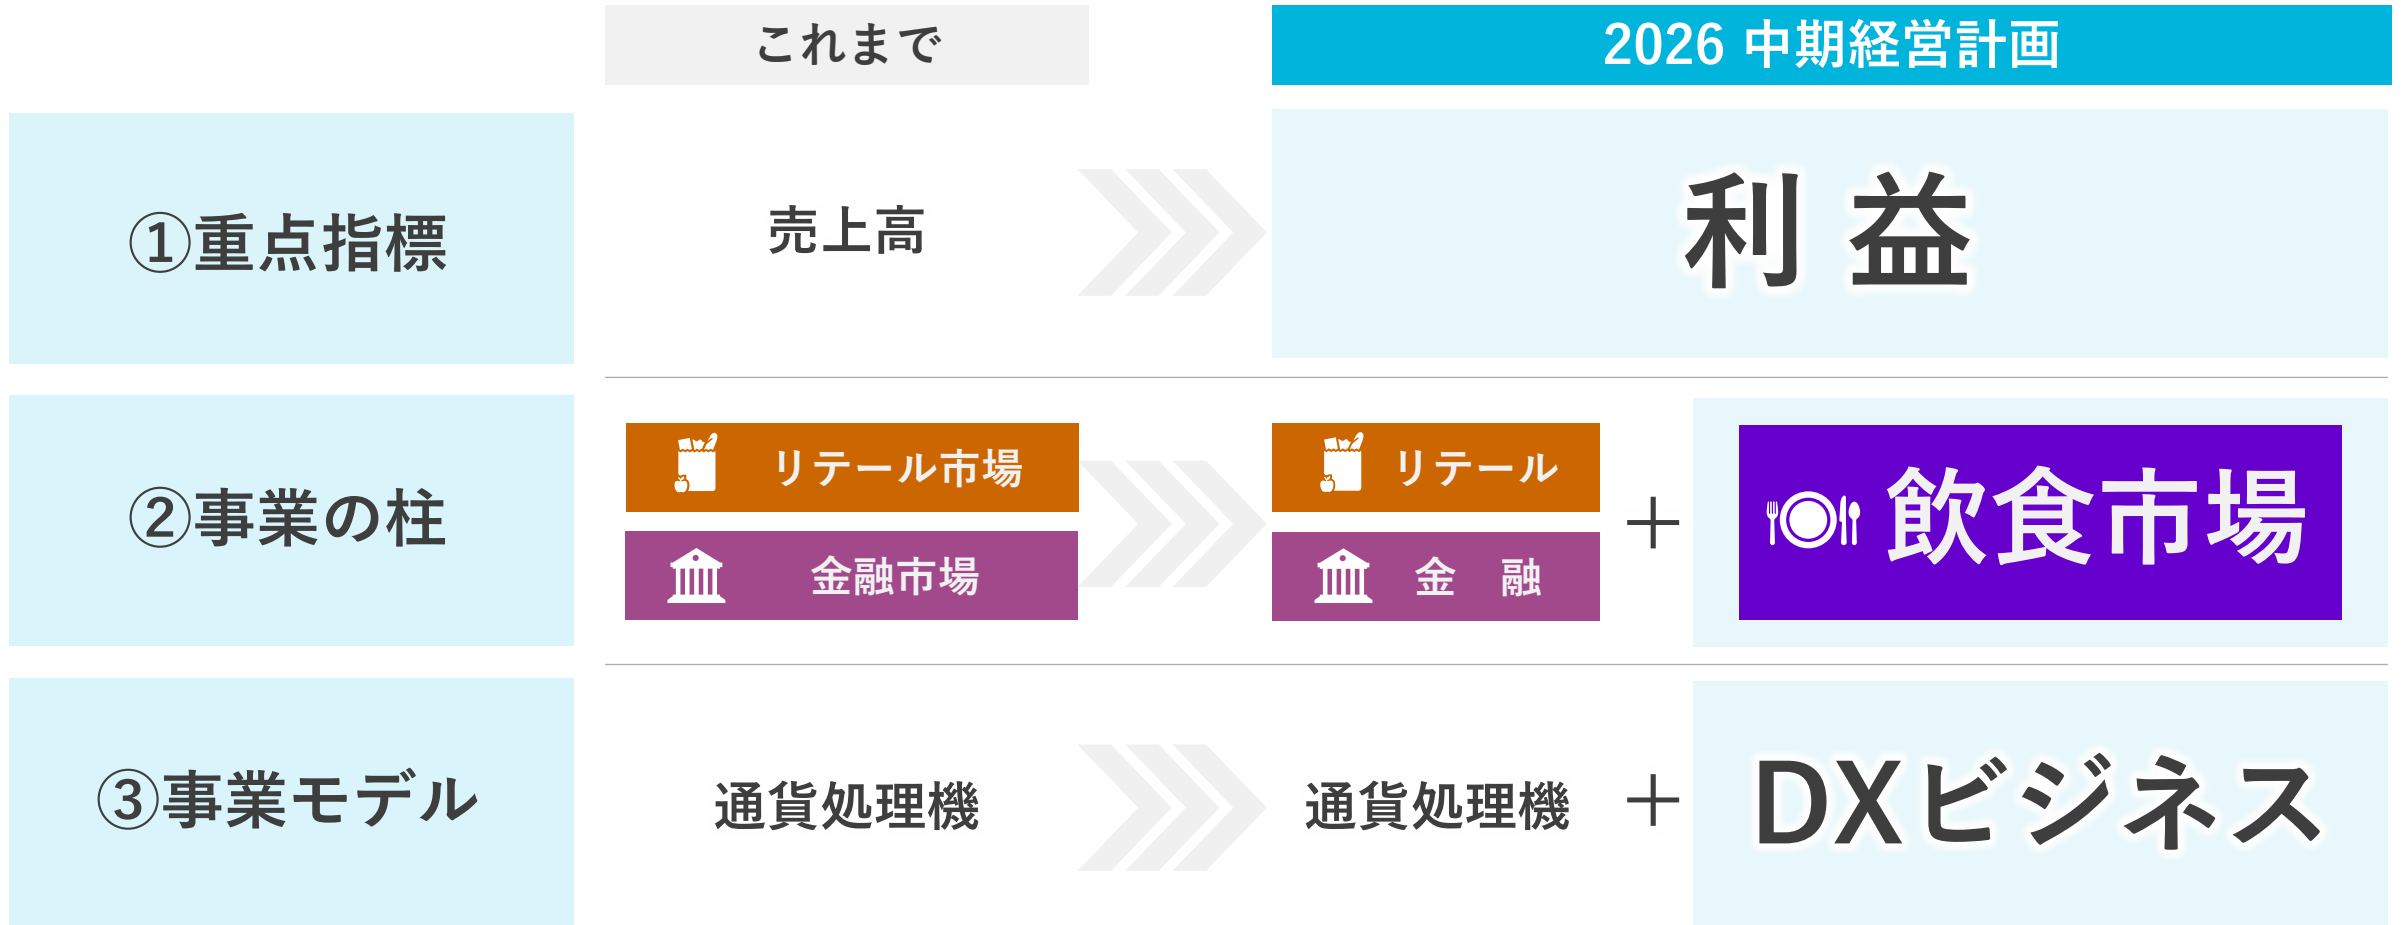 これまで
2026 中期経営計画
①重点指標
売上高
利 益
②事業の柱
リテール市場
金融市場
リテール
金　融
+
飲食市場
③事業モデル
通貨処理機
通貨処理機
+
DXビジネス